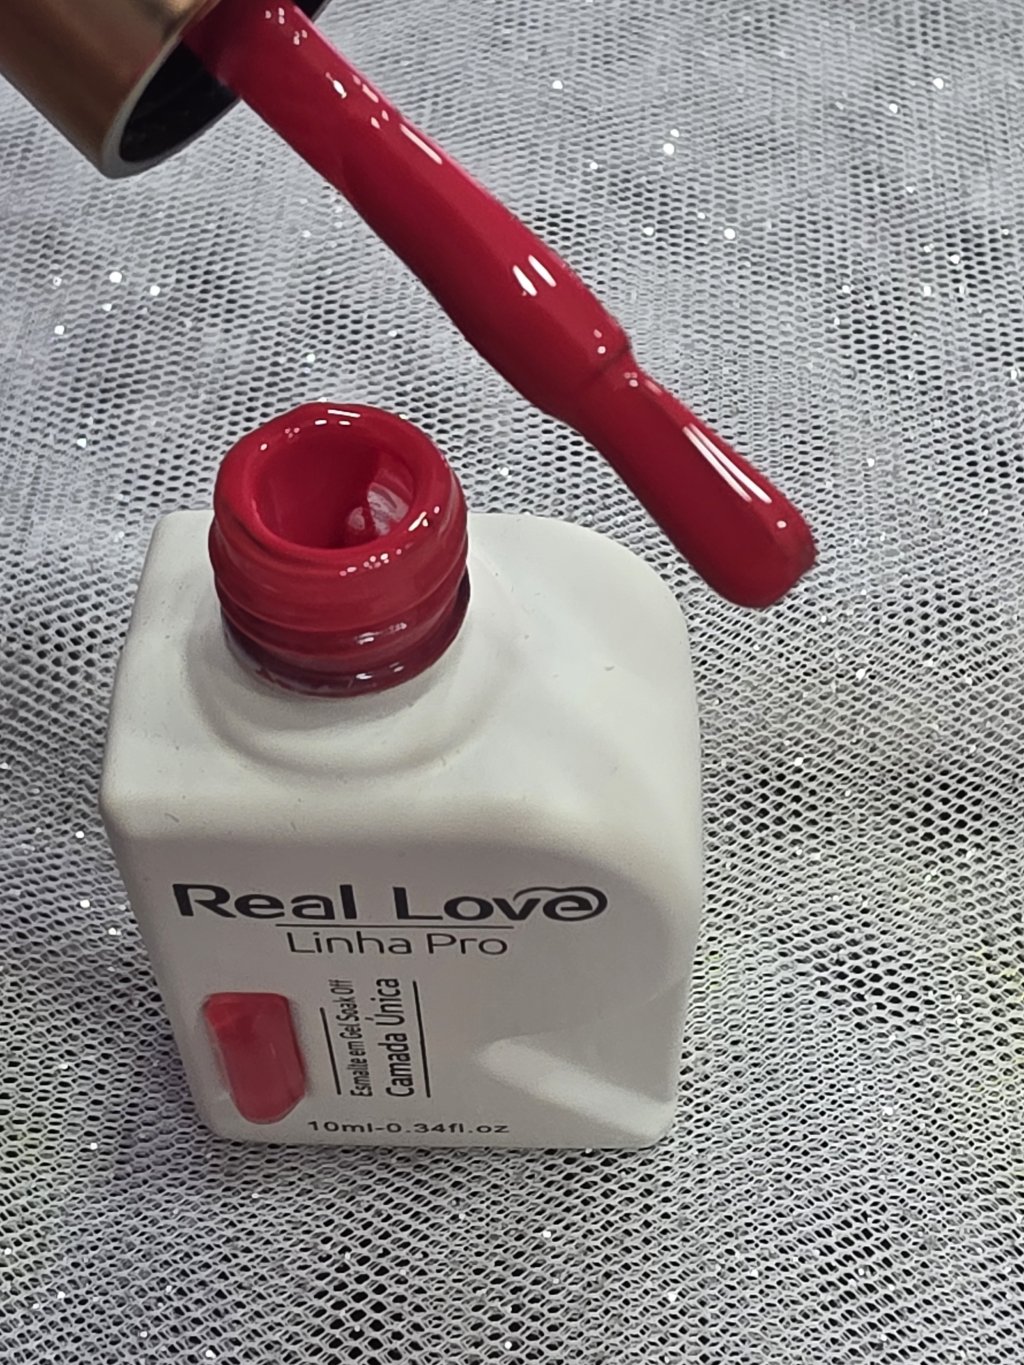 Real Love
Linha Pro
Esmalte em Gel Soak Off
Camada Única
10ml-0.34fl.oz